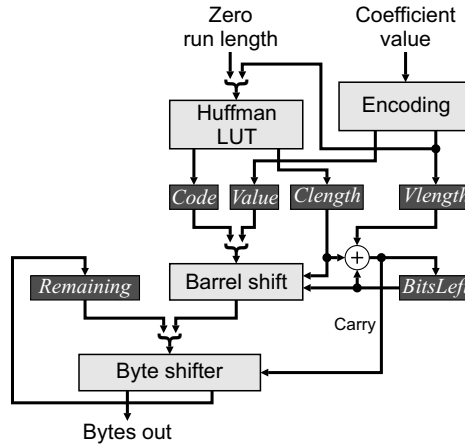 Zero
run length
Coefficient
value
Huffman
LUT
Encoding
Code
Value
Clength
Vlength
+
Remaining
Barrel shift
BitsLeft
Carry
Byte shifter
Bytes out